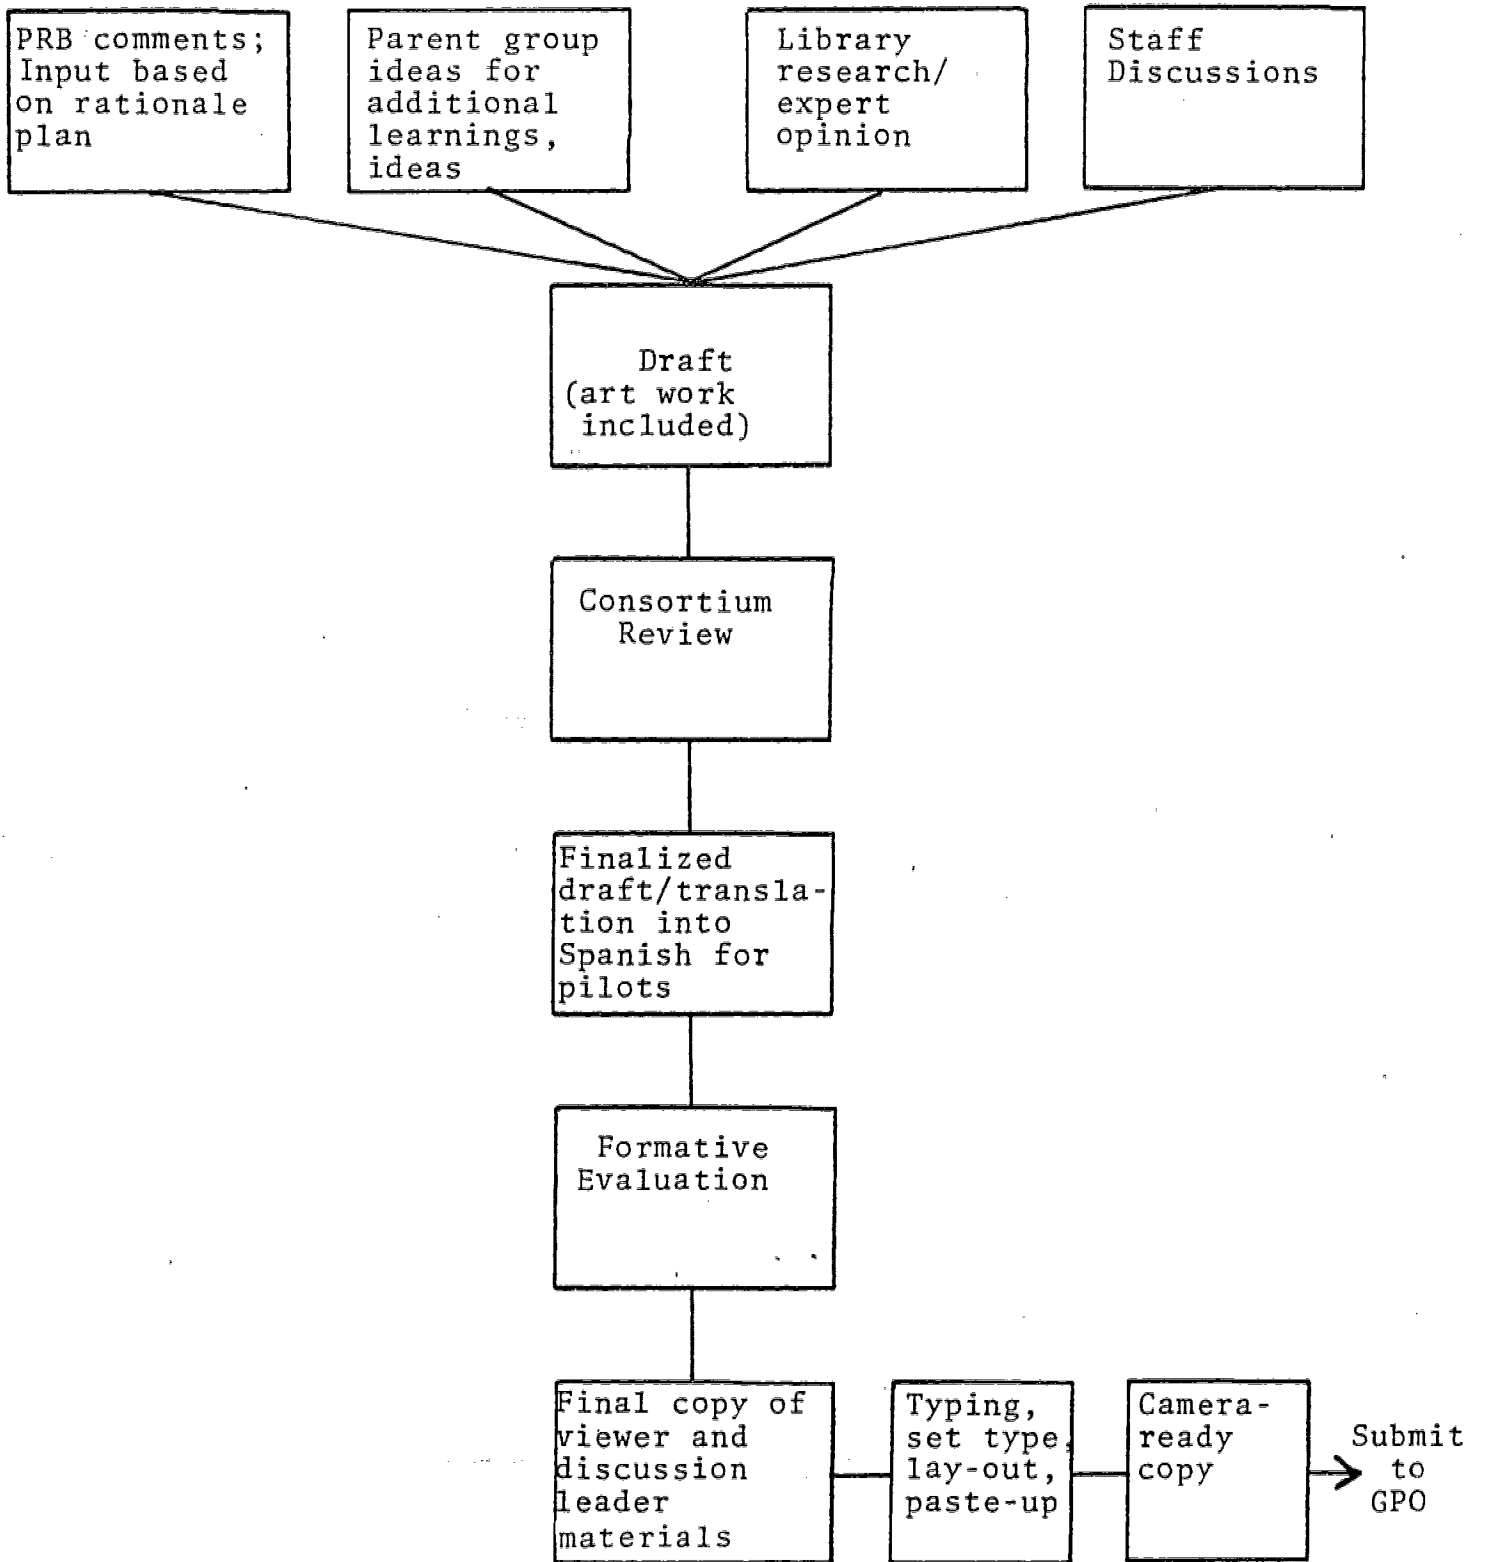 PRB comments;
Input based
on rationale
plan
Parent group
ideas for
additional
learnings,
ideas
Library
research/
expert
opinion
Staff
Discussions
Draft
(art work
included)
Consortium
Review
Finalized
draft/transla-
tion into
Spanish for
pilots
Formative
Evaluation
Final copy of
viewer and
discussion
leader
materials
Typing,
set type,
lay-out,
paste-up
Camera-
ready
copy
Submit
to
GPO